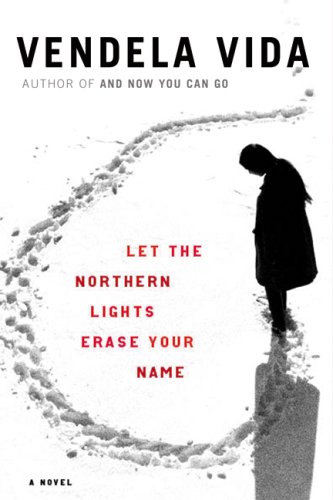 VENDELA VIDA
AUTHOR OF AND NOW YOU CAN GO
LET THE
NORTHERN
LIGHTS
ERASE YOUR
NAME
A NOVEL